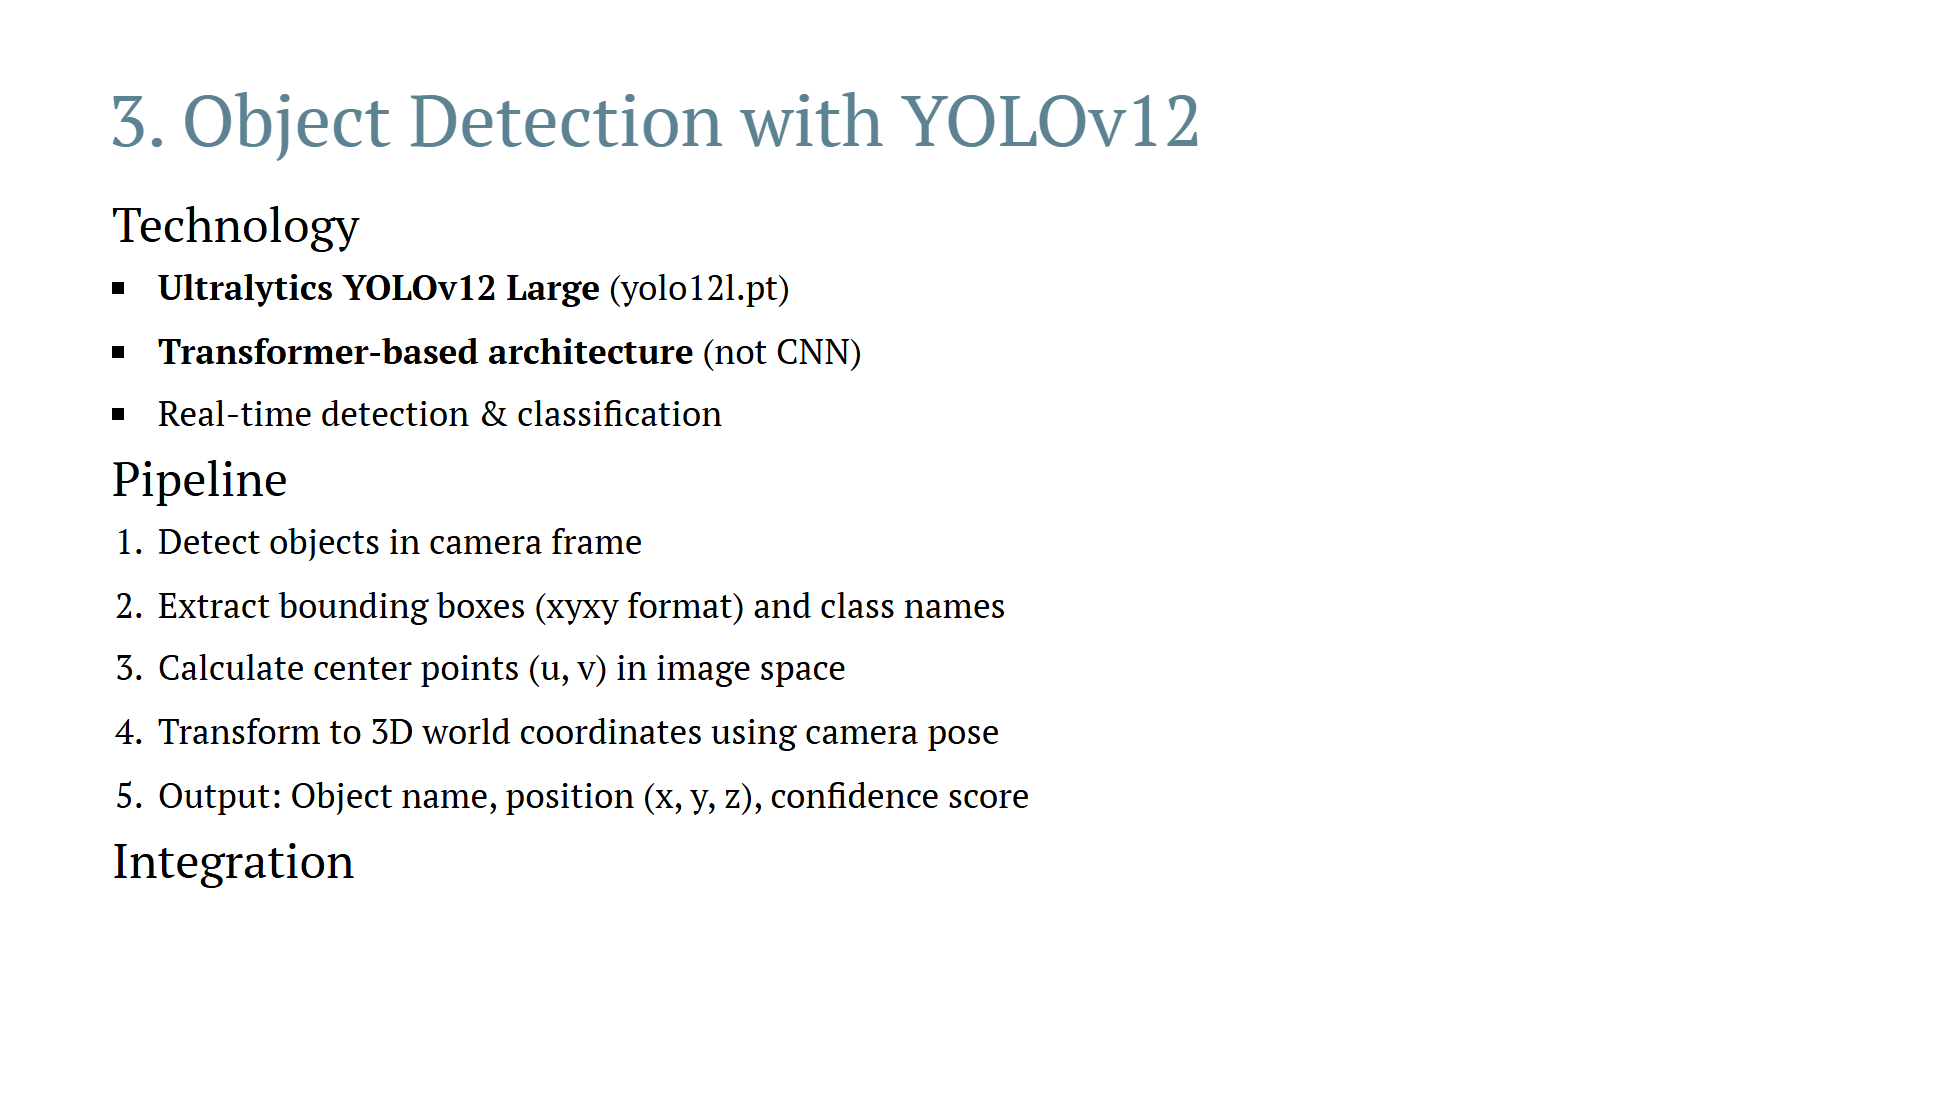 3. Object Detection with YOLOv12
Technology
▪ Ultralytics YOLOv12 Large (yolo12l.pt)
▪ Transformer-based architecture (not CNN)
▪ Real-time detection & classification
Pipeline
1. Detect objects in camera frame
2. Extract bounding boxes (xyxy format) and class names
3. Calculate center points (u, v) in image space
4. Transform to 3D world coordinates using camera pose
5. Output: Object name, position (x, y, z), confidence score
Integration